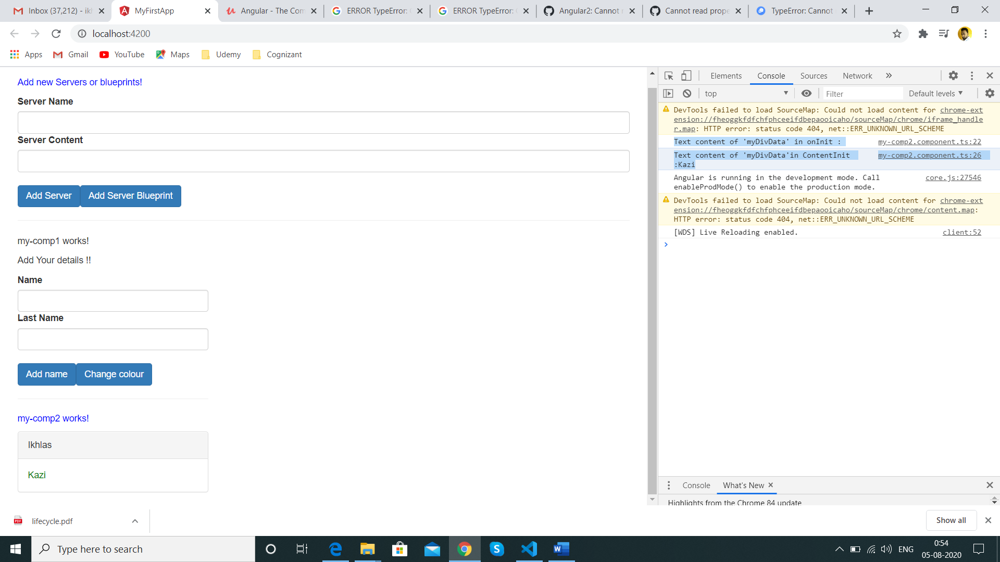 Inbox (37,212) - ikh
MyFirstApp
Angular - The Com
ERROR TypeError: C
ERROR TypeError: C
Angular2: Cannot r
Cannot read prope
TypeError: Cannot
localhost:4200
Apps
Gmail
YouTube
Maps
Udemy
Cognizant
Add new Servers or blueprints!
Server Name
Server Content
Add Server
Add Server Blueprint
my-comp1 works!
Add Your details !!
Name
Last Name
Add name
Change colour
my-comp2 works!
Ikhlas
Kazi
Elements
Console
Sources
Network
top
Filter
Default levels
DevTools failed to load SourceMap: Could not load content for chrome-ext
ension://fheoggkfdfchfphceeifdbepaooicaho/sourceMap/chrome/iframe_handle
r.map: HTTP error: status code 404, net::ERR_UNKNOWN_URL_SCHEME
Text content of 'myDivData' in onInit :
my-comp2.component.ts:22
Text content of 'myDivData'in ContentInit
my-comp2.component.ts:26
:Kazi
Angular is running in the development mode. Call
core.js:27546
enableProdMode() to enable the production mode.
DevTools failed to load SourceMap: Could not load content for chrome-ext
ension://fheoggkfdfchfphceeifdbepaooicaho/sourceMap/chrome/content.map:
HTTP error: status code 404, net::ERR_UNKNOWN_URL_SCHEME
[WDS] Live Reloading enabled.
client:52
Console
What's New
Highlights from the Chrome 84 update
PDF
lifecycle.pdf
Show all
Type here to search
ENG
0:54
05-08-2020